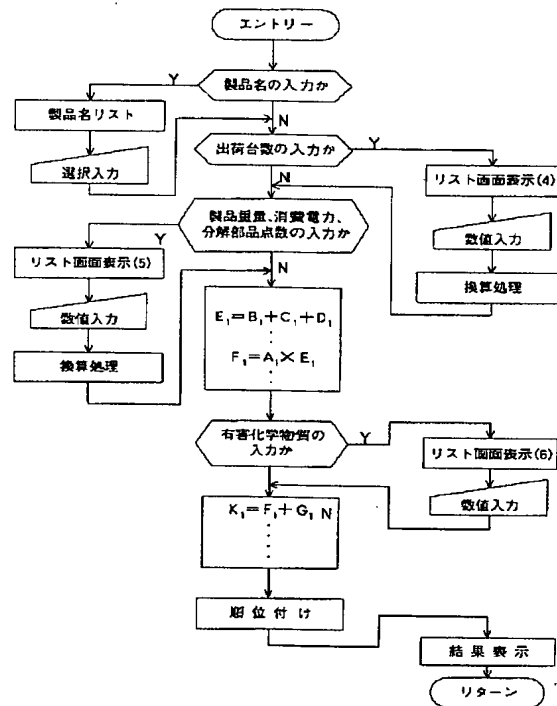 エントリー
製品名の入力か
Y
N
製品名リスト
選択入力
出荷台数の入力か
Y
N
リスト画面表示(4)
数値入力
換算処理
製品重量、消費電力、
分解部品点数の入力か
Y
N
リスト画面表示(5)
数値入力
換算処理
E₁=B₁+C₁+D₁
F₁=A₁×E₁
有害化学物質の
入力か
Y
リスト画面表示(6)
数値入力
K₁=F₁+G₁ N
順位付け
結果表示
リターン